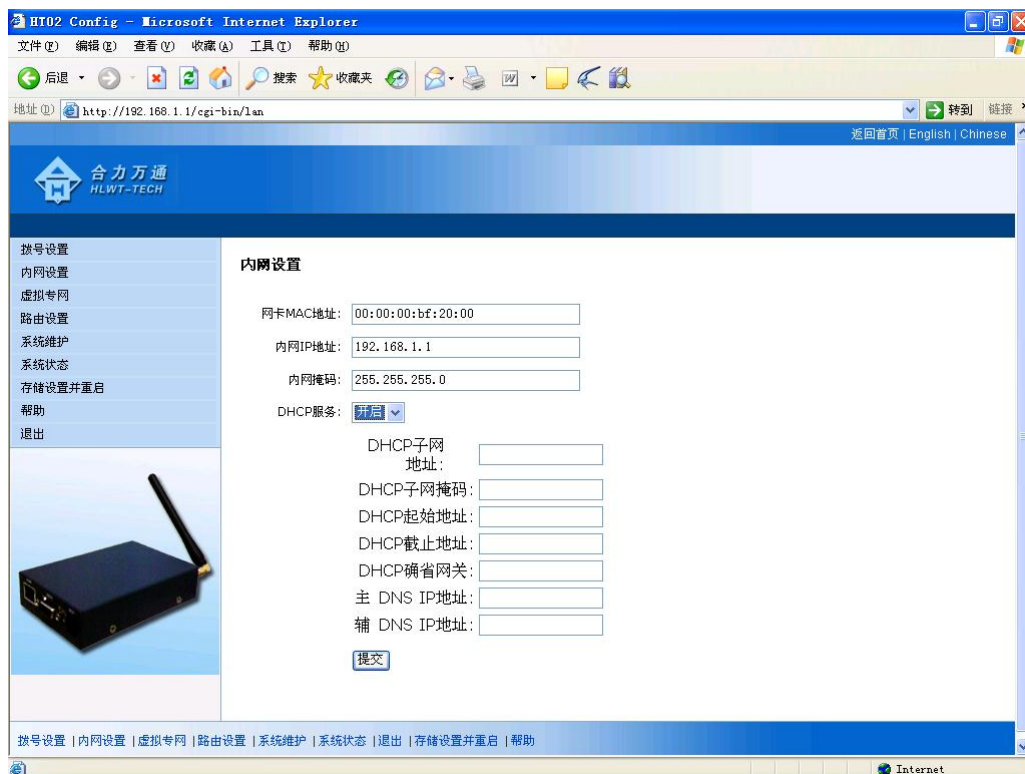 HT02 Config - Microsoft Internet Explorer
文件(F) 编辑(E) 查看(V) 收藏(A) 工具(T) 帮助(H)
后退 搜索 收藏夹
地址(D) http://192.168.1.1/cgi-bin/lan 转到 链接
返回首页 | English | Chinese
合力万通
HLWT-TECH
拨号设置
内网设置
虚拟专网
路由设置
系统维护
系统状态
存储设置并重启
帮助
退出
内网设置
网卡MAC地址: 00:00:00:bf:20:00
内网IP地址: 192.168.1.1
内网掩码: 255.255.255.0
DHCP服务: 开启
DHCP子网
地址:
DHCP子网掩码:
DHCP起始地址:
DHCP截止地址:
DHCP确省网关:
主 DNS IP地址:
辅 DNS IP地址:
提交
拨号设置 |内网设置 |虚拟专网 |路由设置 |系统维护 |系统状态 |退出 |存储设置并重启 |帮助
Internet